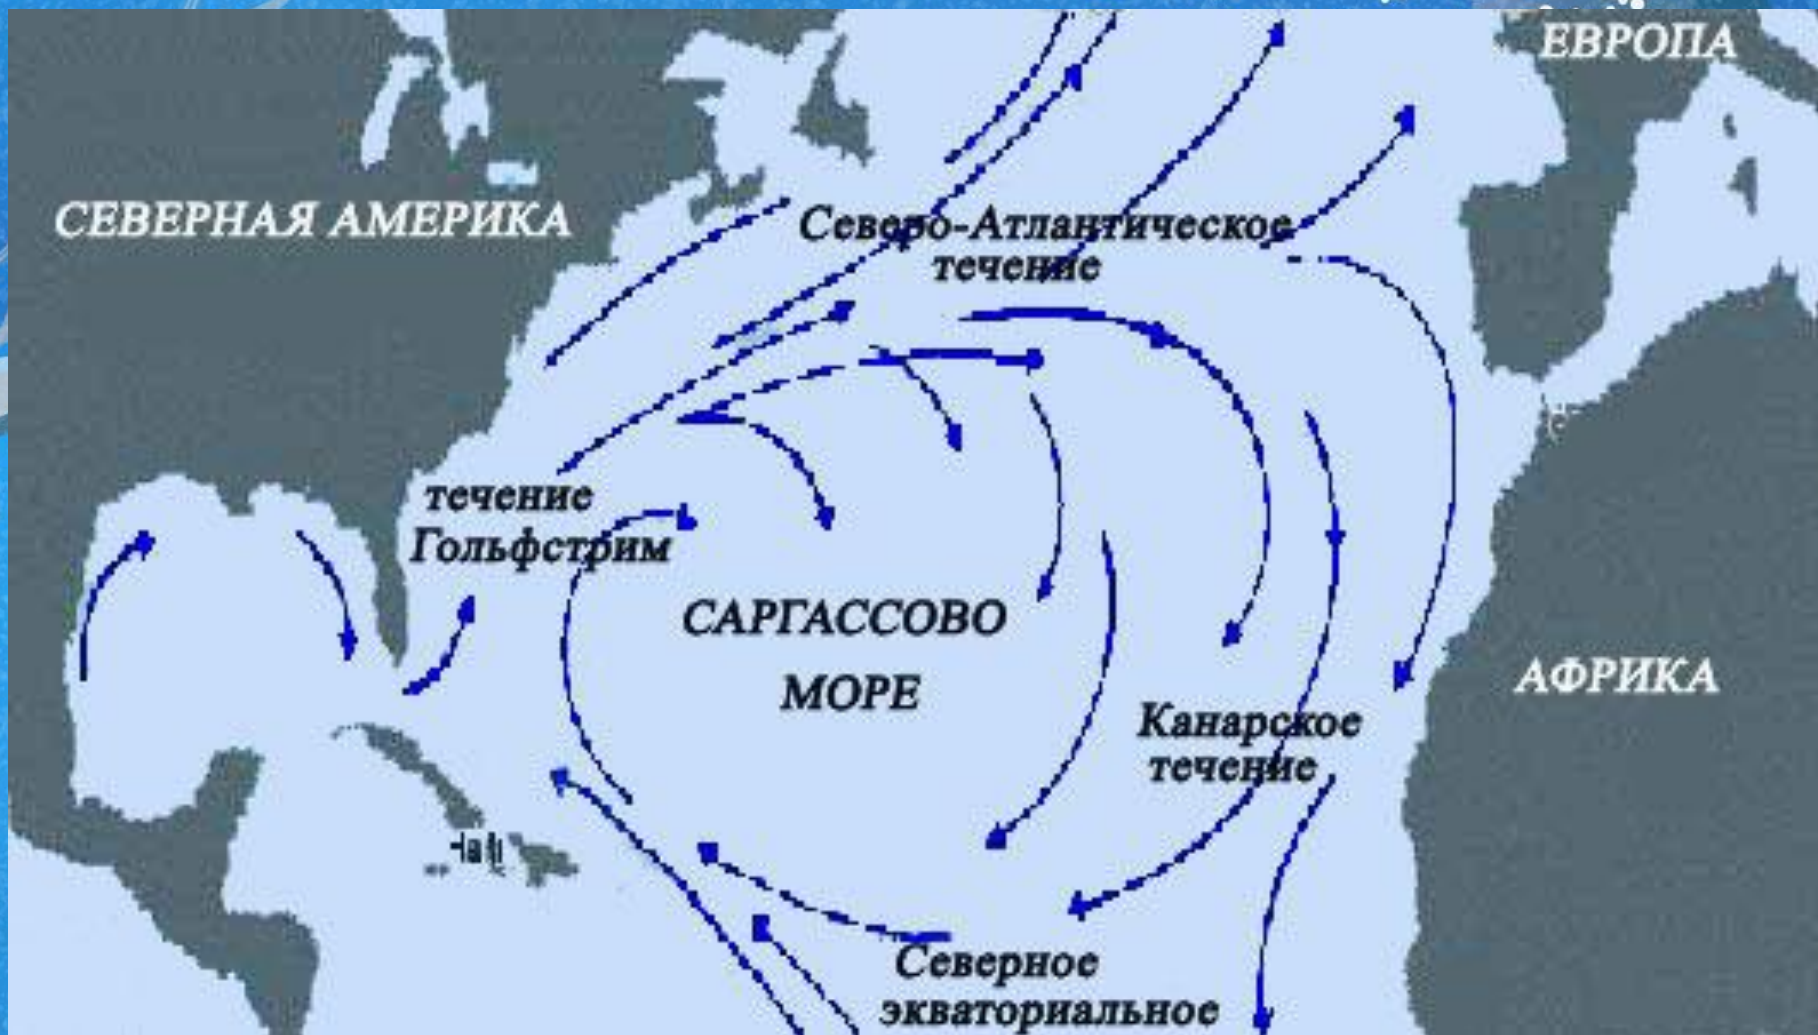 ЕВРОПА
СЕВЕРНАЯ АМЕРИКА
Северо-Атлантическое
течение
течение
Гольфстрим
САРГАССОВО
МОРЕ
АФРИКА
Канарское
течение
Северное
экваториальное